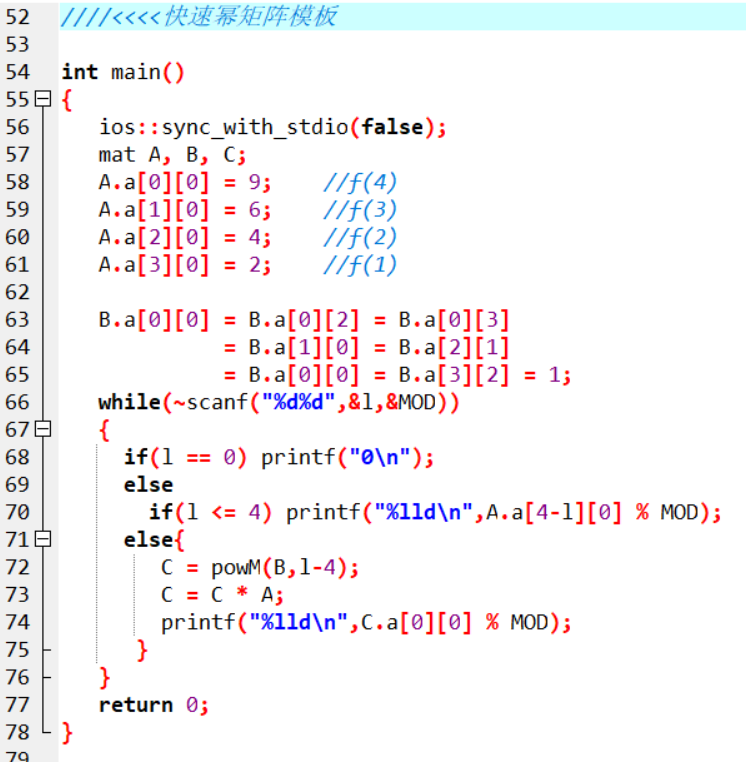 52 ////<<<<快速幂矩阵模板
53
54 int main()
55 {
56 ios::sync_with_stdio(false);
57 mat A, B, C;
58 A.a[0][0] = 9; //f(4)
59 A.a[1][0] = 6; //f(3)
60 A.a[2][0] = 4; //f(2)
61 A.a[3][0] = 2; //f(1)
62
63 B.a[0][0] = B.a[0][2] = B.a[0][3]
64 = B.a[1][0] = B.a[2][1]
65 = B.a[0][0] = B.a[3][2] = 1;
66 while(~scanf("%d%d",&l,&MOD))
67 {
68 if(l == 0) printf("0\n");
69 else
70 if(l <= 4) printf("%lld\n",A.a[4-l][0] % MOD);
71 else{
72 C = powM(B,l-4);
73 C = C * A;
74 printf("%lld\n",C.a[0][0] % MOD);
75 }
76 }
77 return 0;
78 }
79